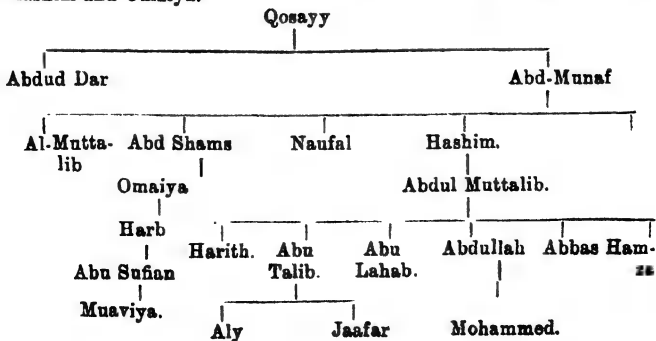 Qosayy
Abdud Dar Abd-Munaf
Al-Mutta- Abd Shams Naufal Hashim.
lib
Omaiya Abdul Muttalib.
Harb
Harith. Abu Abu Abdullah Abbas Ham-
Abu Sufian Talib. Lahab. za
Muaviya.
Aly Jaafar Mohammed.